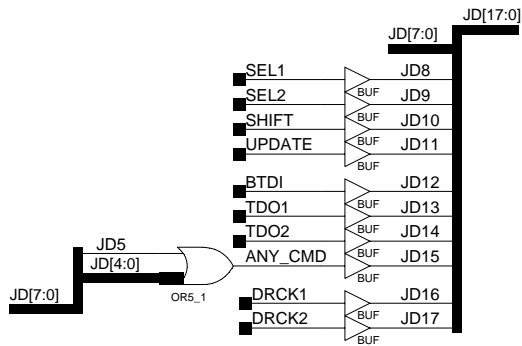 JD[17:0]
JD[7:0]
SEL1 JD8
BUF
SEL2 JD9
BUF
SHIFT JD10
BUF
UPDATE JD11
BUF
BTDI JD12
BUF
TDO1 JD13
BUF
TDO2 JD14
BUF
JD5 ANY_CMD JD15
BUF
JD[4:0]
JD[7:0] OR5_1
DRCK1 JD16
BUF
DRCK2 JD17
BUF